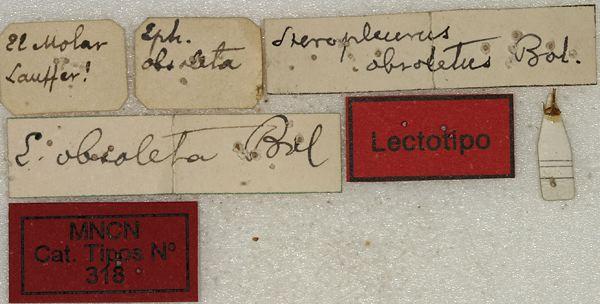 El Molar
Lauffer!
Eph.
obsoleta
Steropleurus
obsoletus Bol.
E. obsoleta Bol
Lectotipo
MNCN
Cat. Tipos Nº
318